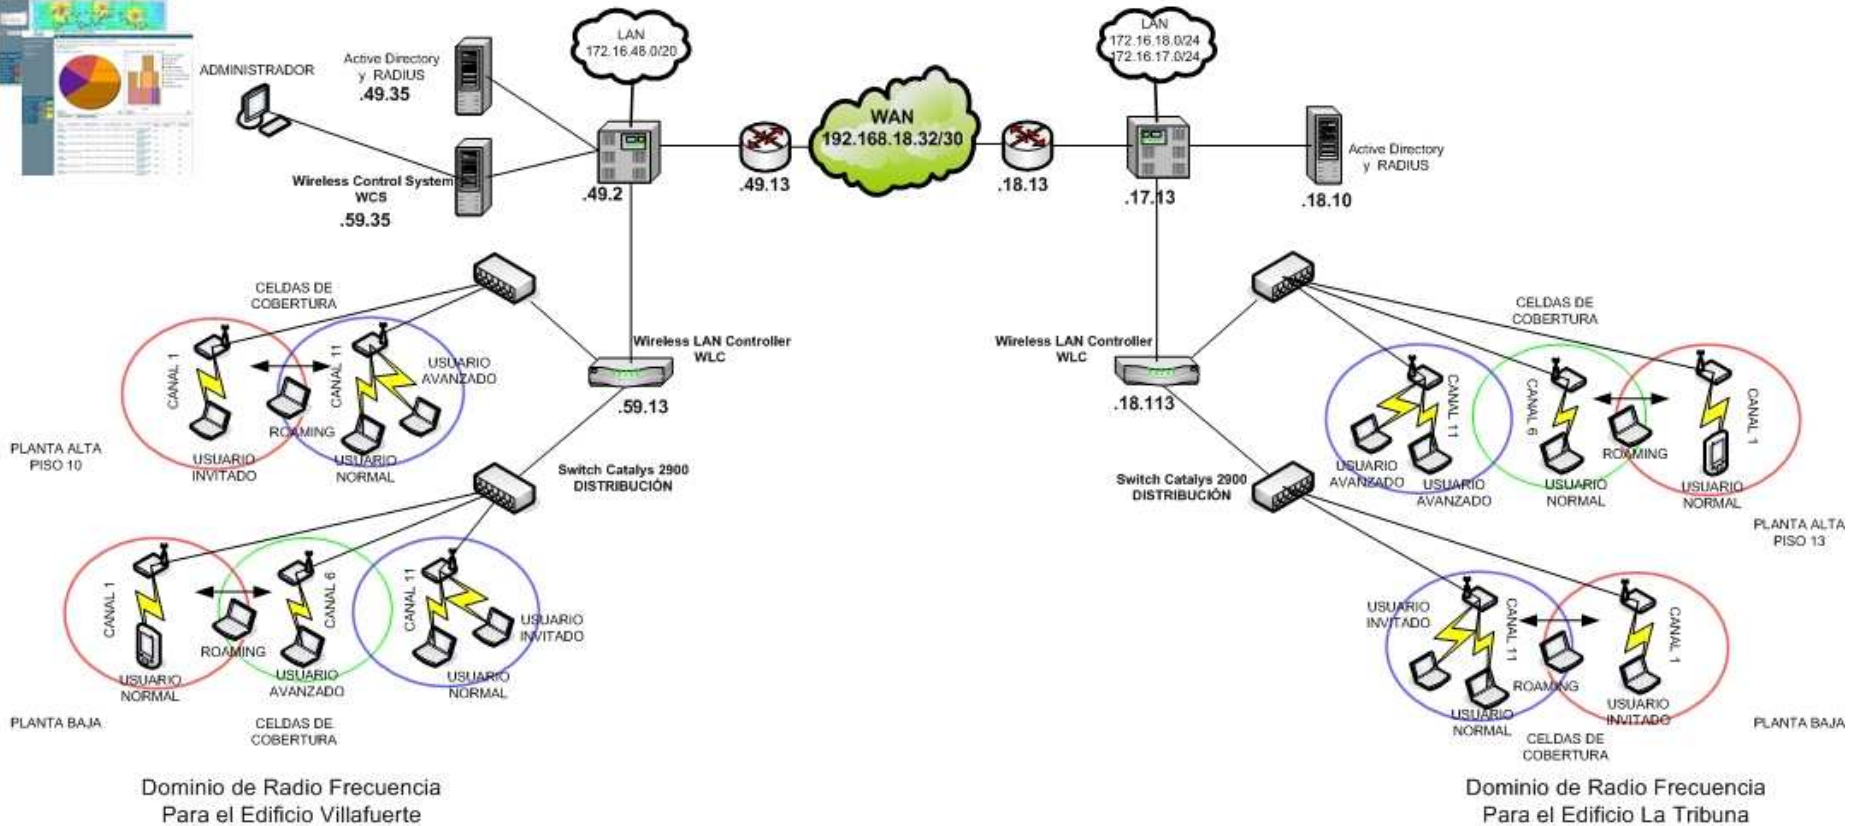 LAN
172.16.48.0/20
LAN
172.16.18.0/24
172.16.17.0/24
ADMINISTRADOR
Active Directory
y RADIUS
.49.35
Wireless Control System
WCS
.59.35
.49.2
.49.13
WAN
192.168.18.32/30
.18.13
.17.13
Active Directory
y RADIUS
.18.10
CELDAS DE
COBERTURA
CANAL 1
CANAL 11
USUARIO
AVANZADO
ROAMING
USUARIO
INVITADO
USUARIO
NORMAL
PLANTA ALTA
PISO 10
Wireless LAN Controller
WLC
.59.13
Switch Catalys 2900
DISTRIBUCIÓN
CANAL 1
CANAL 6
CANAL 11
ROAMING
USUARIO
INVITADO
USUARIO
NORMAL
USUARIO
AVANZADO
USUARIO
NORMAL
PLANTA BAJA
CELDAS DE
COBERTURA
Dominio de Radio Frecuencia
Para el Edificio Villafuerte
Wireless LAN Controller
WLC
.18.113
CELDAS DE
COBERTURA
CANAL 11
CANAL 6
CANAL 1
ROAMING
USUARIO
AVANZADO
USUARIO
AVANZADO
USUARIO
NORMAL
USUARIO
NORMAL
PLANTA ALTA
PISO 13
Switch Catalys 2900
DISTRIBUCIÓN
USUARIO
INVITADO
CANAL 11
CANAL 1
ROAMING
USUARIO
NORMAL
USUARIO
INVITADO
CELDAS DE
COBERTURA
PLANTA BAJA
Dominio de Radio Frecuencia
Para el Edificio La Tribuna